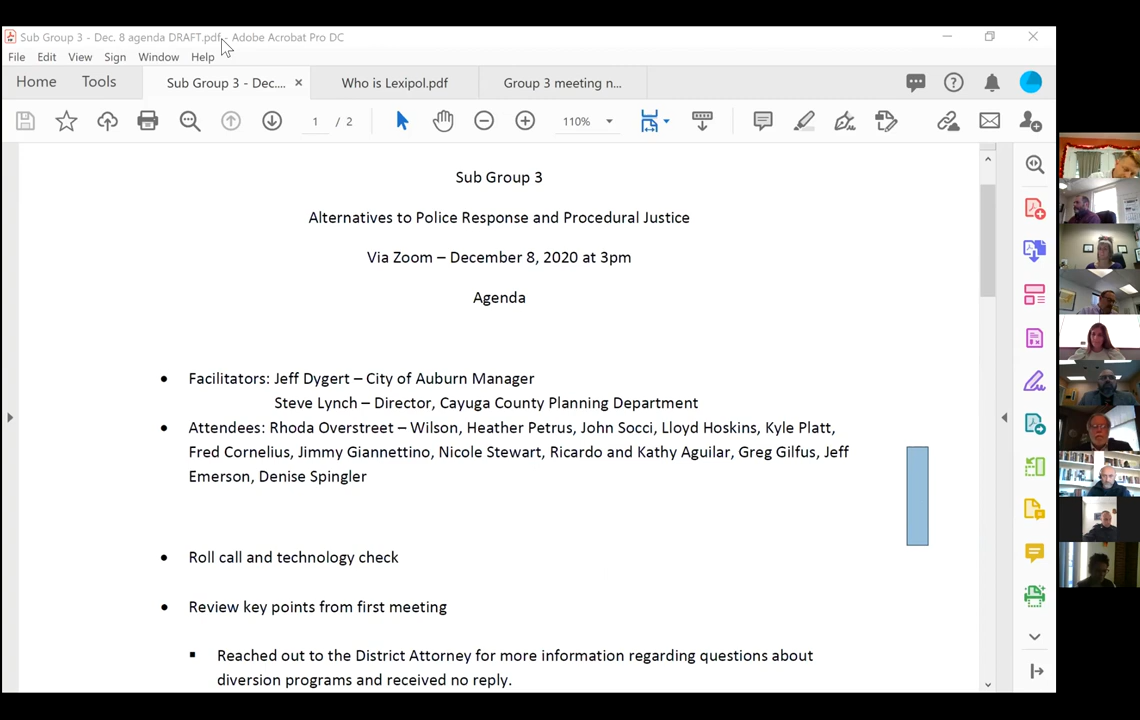 Sub Group 3 - Dec. 8 agenda DRAFT.pdf - Adobe Acrobat Pro DC
File Edit View Sign Window Help
Home Tools Sub Group 3 - Dec.... × Who is Lexipol.pdf Group 3 meeting n...
1 / 2 110%
Sub Group 3
Alternatives to Police Response and Procedural Justice
Via Zoom – December 8, 2020 at 3pm
Agenda
• Facilitators: Jeff Dygert – City of Auburn Manager
Steve Lynch – Director, Cayuga County Planning Department
• Attendees: Rhoda Overstreet – Wilson, Heather Petrus, John Socci, Lloyd Hoskins, Kyle Platt,
Fred Cornelius, Jimmy Giannettino, Nicole Stewart, Ricardo and Kathy Aguilar, Greg Gilfus, Jeff
Emerson, Denise Spingler
• Roll call and technology check
• Review key points from first meeting
▪ Reached out to the District Attorney for more information regarding questions about
diversion programs and received no reply.